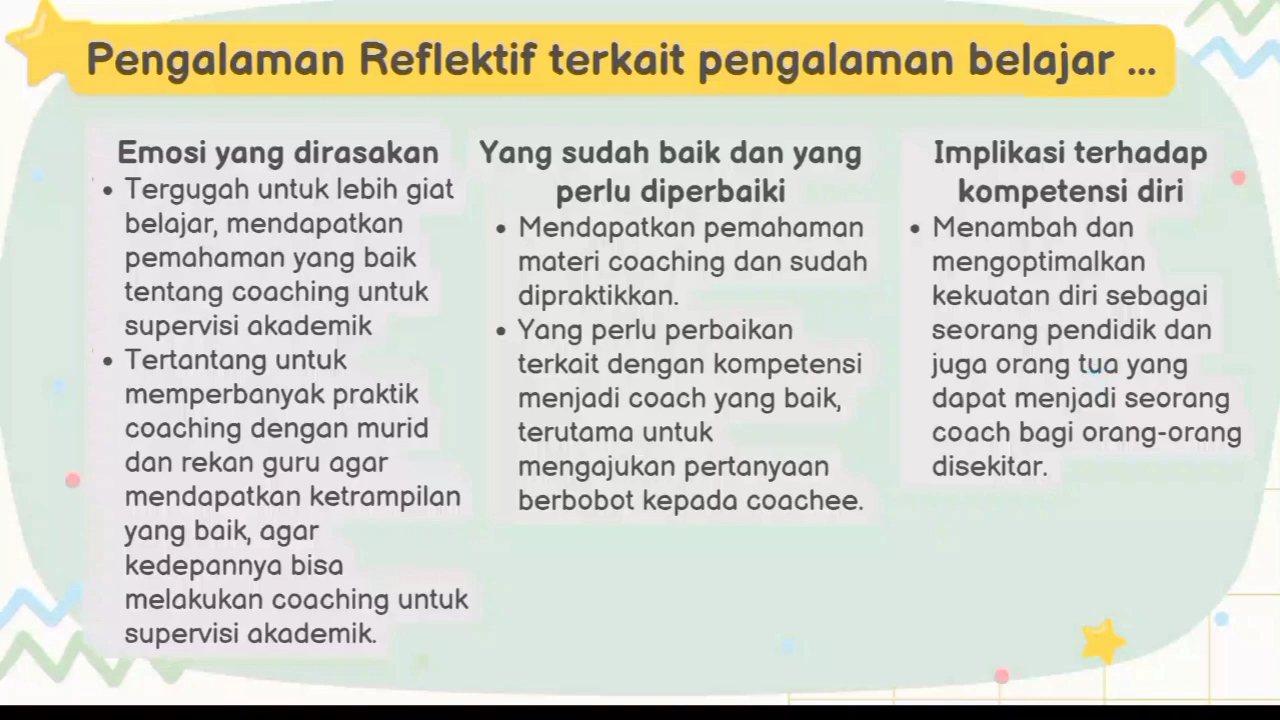 Pengalaman Reflektif terkait pengalaman belajar ...
Emosi yang dirasakan
• Tergugah untuk lebih giat
belajar, mendapatkan
pemahaman yang baik
tentang coaching untuk
supervisi akademik
• Tertantang untuk
memperbanyak praktik
coaching dengan murid
dan rekan guru agar
mendapatkan ketrampilan
yang baik, agar
kedepannya bisa
melakukan coaching untuk
supervisi akademik.
Yang sudah baik dan yang
perlu diperbaiki
• Mendapatkan pemahaman
materi coaching dan sudah
dipraktikkan.
• Yang perlu perbaikan
terkait dengan kompetensi
menjadi coach yang baik,
terutama untuk
mengajukan pertanyaan
berbobot kepada coachee.
Implikasi terhadap
kompetensi diri
• Menambah dan
mengoptimalkan
kekuatan diri sebagai
seorang pendidik dan
juga orang tua yang
dapat menjadi seorang
coach bagi orang-orang
disekitar.